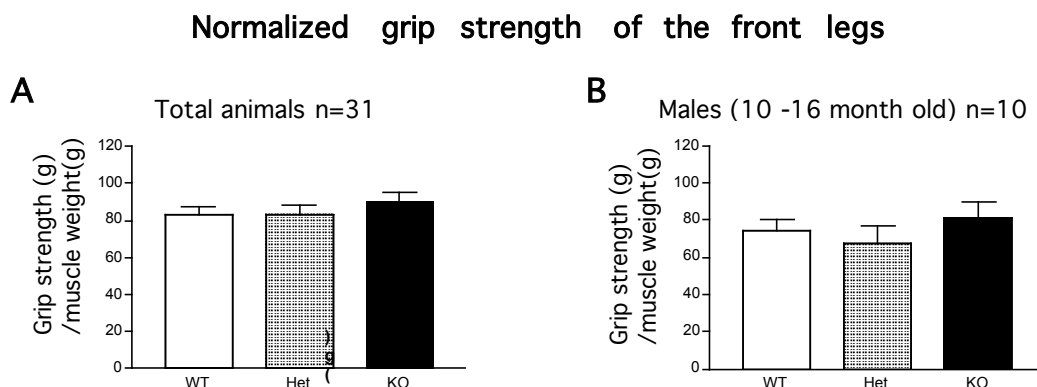 Normalized grip strength of the front legs
A
Total animals n=31
Grip strength (g)
/muscle weight(g)
120
100
80
60
40
20
0
WT Het KO
(g)
B
Males (10 -16 month old) n=10
Grip strength (g)
/muscle weight(g)
120
100
80
60
40
20
0
WT Het KO